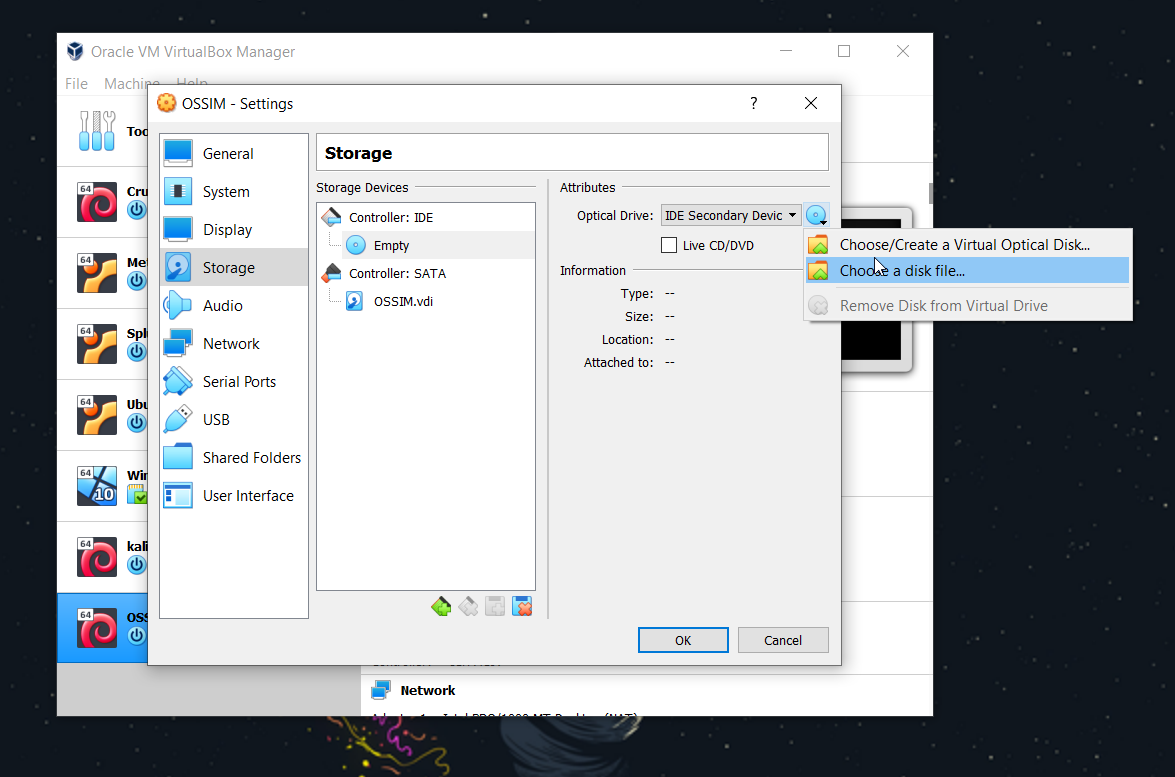 Oracle VM VirtualBox Manager
File Machine Help
OSSIM - Settings
?
Too
64
Cru
64
Met
64
Spl
64
Ubu
64
10
Win
64
kali
64
OSS
General
System
Display
Storage
Audio
Network
Serial Ports
USB
Shared Folders
User Interface
Storage
Storage Devices
Controller: IDE
Empty
Controller: SATA
OSSIM.vdi
Attributes
Optical Drive: IDE Secondary Devic
Live CD/DVD
Information
Type: --
Size: --
Location: --
Attached to: --
Choose/Create a Virtual Optical Disk...
Choose a disk file...
Remove Disk from Virtual Drive
OK
Cancel
Network